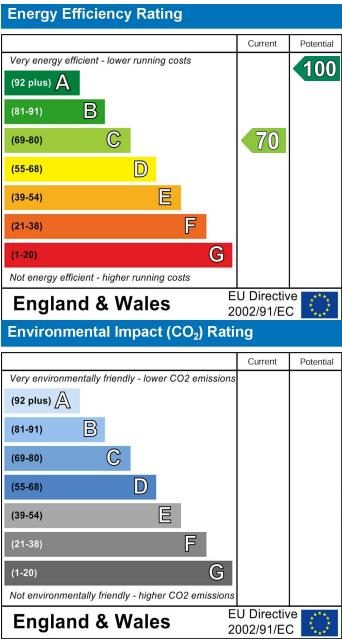 Energy Efficiency Rating
Current Potential
Very energy efficient - lower running costs
(92 plus) A
100
(81-91) B
(69-80) C
70
(55-68) D
(39-54) E
(21-38) F
(1-20) G
Not energy efficient - higher running costs
England & Wales
EU Directive
2002/91/EC
Environmental Impact (CO₂) Rating
Current Potential
Very environmentally friendly - lower CO2 emissions
(92 plus) A
(81-91) B
(69-80) C
(55-68) D
(39-54) E
(21-38) F
(1-20) G
Not environmentally friendly - higher CO2 emissions
England & Wales
EU Directive
2002/91/EC